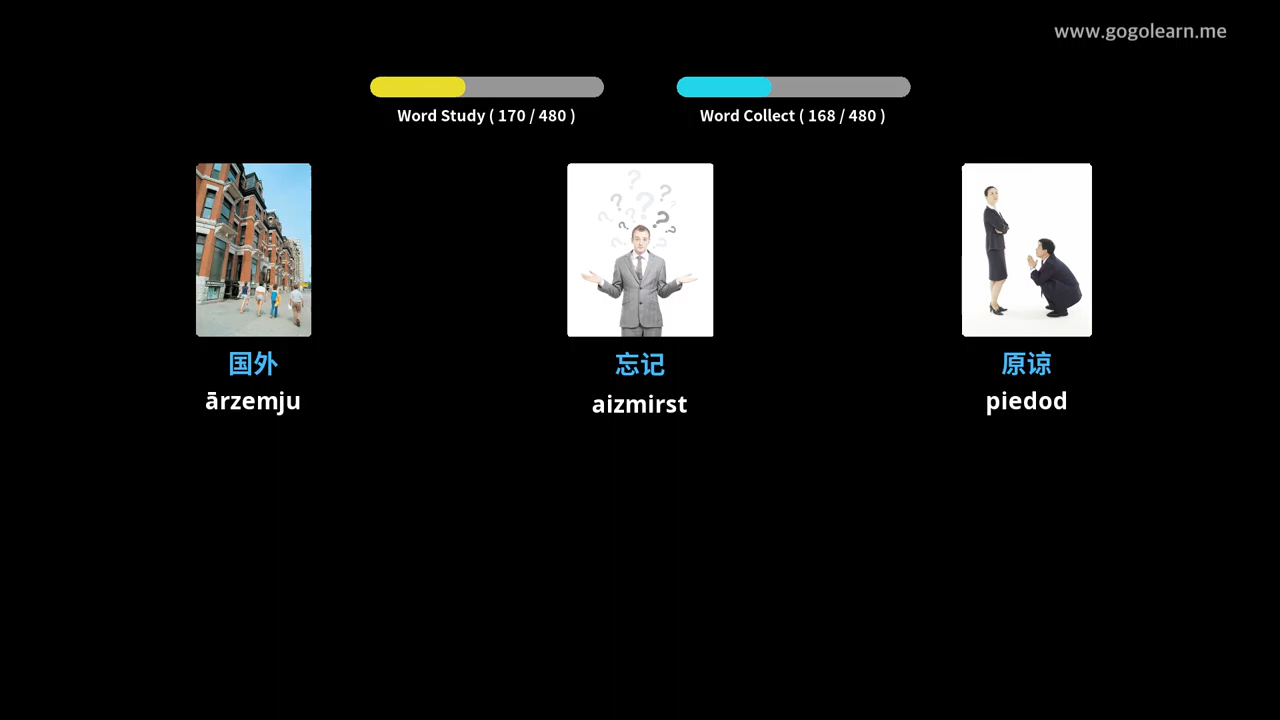 www.gogolearn.me
Word Study ( 170 / 480 )
Word Collect ( 168 / 480 )
国外
忘记
原谅
ārzemju
aizmirst
piedod